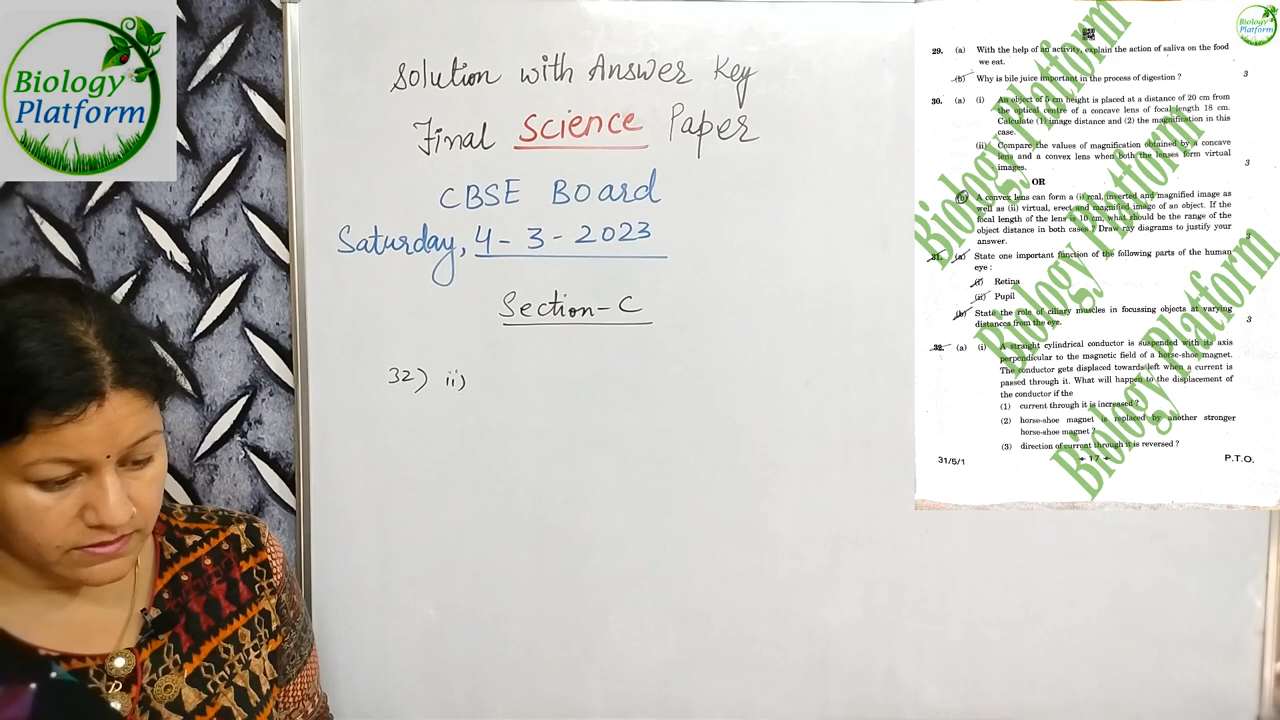 Biology
Platform
Solution with Answer Key
Final Science Paper
CBSE Board
Saturday, 4-3-2023
Section-C
32) ii)
Biology
Platform
29. (a) With the help of an activity, explain the action of saliva on the food
we eat.
(b) Why is bile juice important in the process of digestion ? 3
30. (a) (i) An object of 5 cm height is placed at a distance of 20 cm from
the optical centre of a concave lens of focal length 18 cm.
Calculate (1) image distance and (2) the magnification in this
case.
(ii) Compare the values of magnification obtained by a concave
lens and a convex lens when both the lenses form virtual
images. 3
OR
(b) A convex lens can form a (i) real, inverted and magnified image as
well as (ii) virtual, erect and magnified image of an object. If the
focal length of the lens is 10 cm, what should be the range of the
object distance in both cases ? Draw ray diagrams to justify your
answer. 3
31. (a) State one important function of the following parts of the human
eye :
(i) Retina
(ii) Pupil
(b) State the role of ciliary muscles in focussing objects at varying
distances from the eye. 3
32. (a) (i) A straight cylindrical conductor is suspended with its axis
perpendicular to the magnetic field of a horse-shoe magnet.
The conductor gets displaced towards left when a current is
passed through it. What will happen to the displacement of
the conductor if the
(1) current through it is increased ?
(2) horse-shoe magnet is replaced by another stronger
horse-shoe magnet ?
(3) direction of current through it is reversed ?
31/5/1 17 P.T.O.
Biology Platform
Biology Platform
Biology Platform